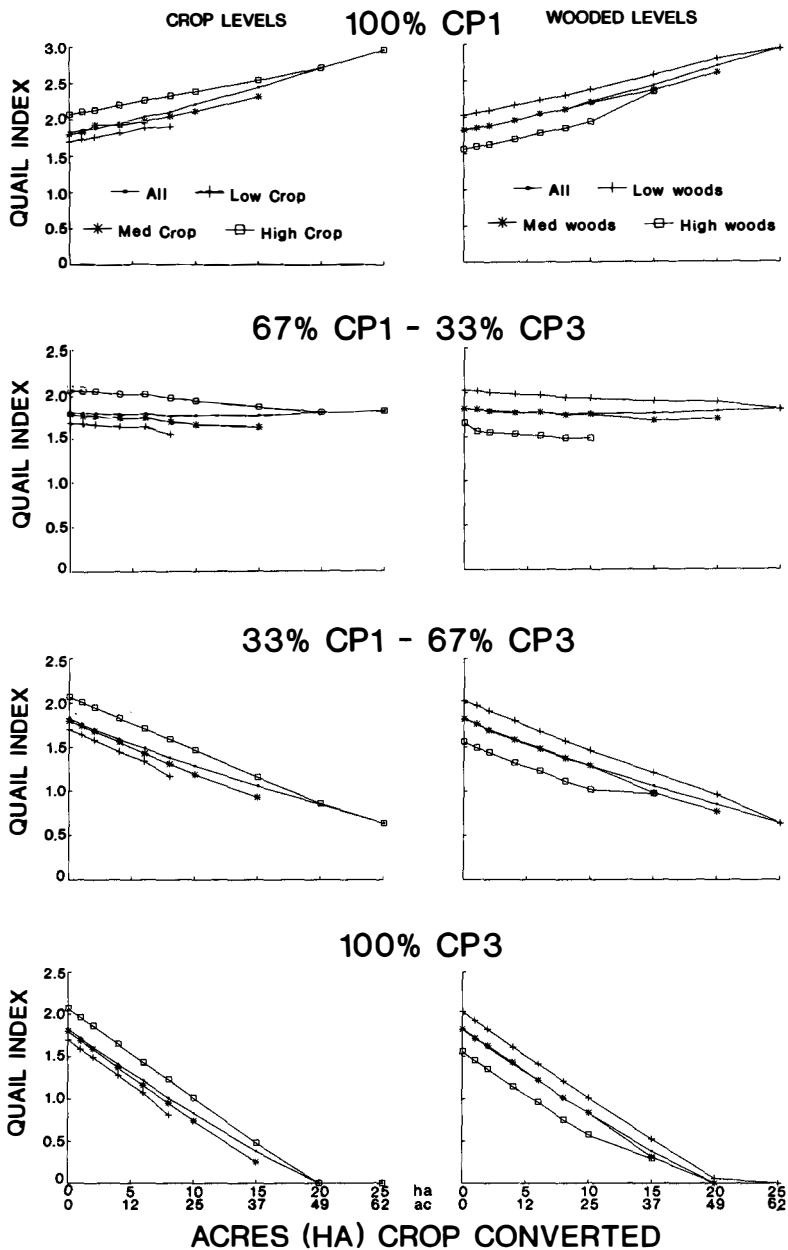 CROP LEVELS 100% CP1 WOODED LEVELS
QUAIL INDEX
3.0
2.5
2.0
1.5
1.0
0.5
0
All Low Crop
Med Crop High Crop
All Low woods
Med woods High woods
67% CP1 - 33% CP3
QUAIL INDEX
2.5
2.0
1.5
1.0
0.5
0
33% CP1 - 67% CP3
QUAIL INDEX
2.5
2.0
1.5
1.0
0.5
0
100% CP3
QUAIL INDEX
2.5
2.0
1.5
1.0
0.5
0
0 5 10 15 20 25 ha 0 5 10 15 20 25
0 12 25 37 49 62 ac 0 12 25 37 49 62
ACRES (HA) CROP CONVERTED